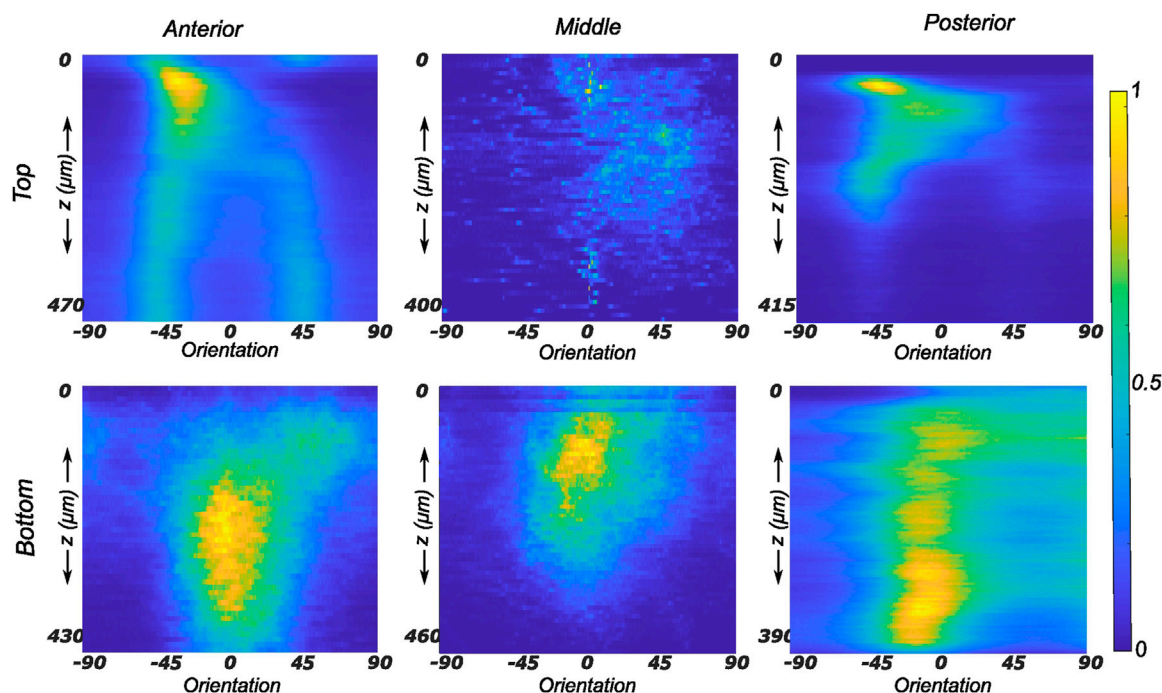 Anterior Middle Posterior
0 0 0 1
Top z (μm) z (μm) z (μm)
470 400 415
-90 -45 0 45 90 -90 -45 0 45 90 -90 -45 0 45 90
Orientation Orientation Orientation
0.5
0 0 0
Bottom z (μm) z (μm) z (μm)
430 460 390 0
-90 -45 0 45 90 -90 -45 0 45 90 -90 -45 0 45 90
Orientation Orientation Orientation